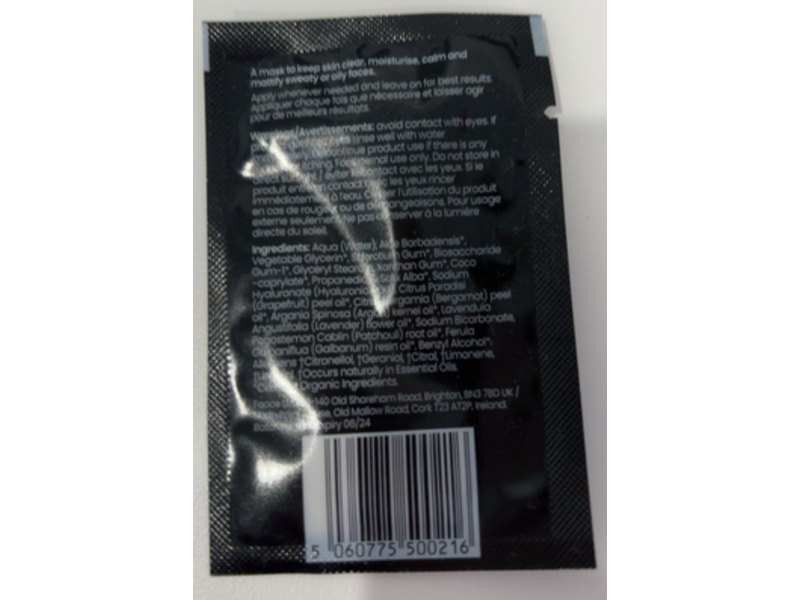 A mask to keep skin clear, moisturise, calm and
mattify sweaty or oily faces.
Apply whenever needed and leave on for best results.
Appliquer chaque fois que nécessaire et laisser agir
pour de meilleurs résultats.
Warnings/Avertissements: avoid contact with eyes. If
rinse well with water
Discontinue product use if there is any
itching. For external use only. Do not store in
direct / éviter le contact avec les yeux. Si le
produit entre en contact avec les yeux rincer
immédiatement à l'eau. Cesser l'utilisation du produit
en cas de rougeur ou de démangeaisons. Pour usage
externe seulement. Ne pas conserver à la lumière
directe du soleil.
Ingredients: Aqua (Water), Aloe Barbadensis*,
Vegetable Glycerin*, Sclerotium Gum*, Biosaccharide
Gum-1*, Glyceryl Xanthan Gum*, Coco
-caprylate*, Propanediol*, Alba*, Sodium
Hyaluronate (Hyaluronic Citrus Paradisi
(Grapefruit) peel oil*, Citrus Bergamia (Bergamot) peel
oil*, Argania Spinosa (Argan) kernel oil*, Lavendula
Angustifolia (Lavender) flower oil*, Sodium Bicarbonate,
Pogostemon Cablin (Patchouli) root oil*, Ferula
Galbaniflua (Galbanum) resin oil*, Benzyl Alcohol*.
Allergens †Citronellol, †Geraniol, †Citral, †Limonene,
†Occurs naturally in Essential Oils.
Organic Ingredients.
-140 Old Shoreham Road, Brighton, BN3 7BD UK /
Old Mallow Road, Cork T23 AT2P, Ireland.
Expiry 06/24
5 060775 500216